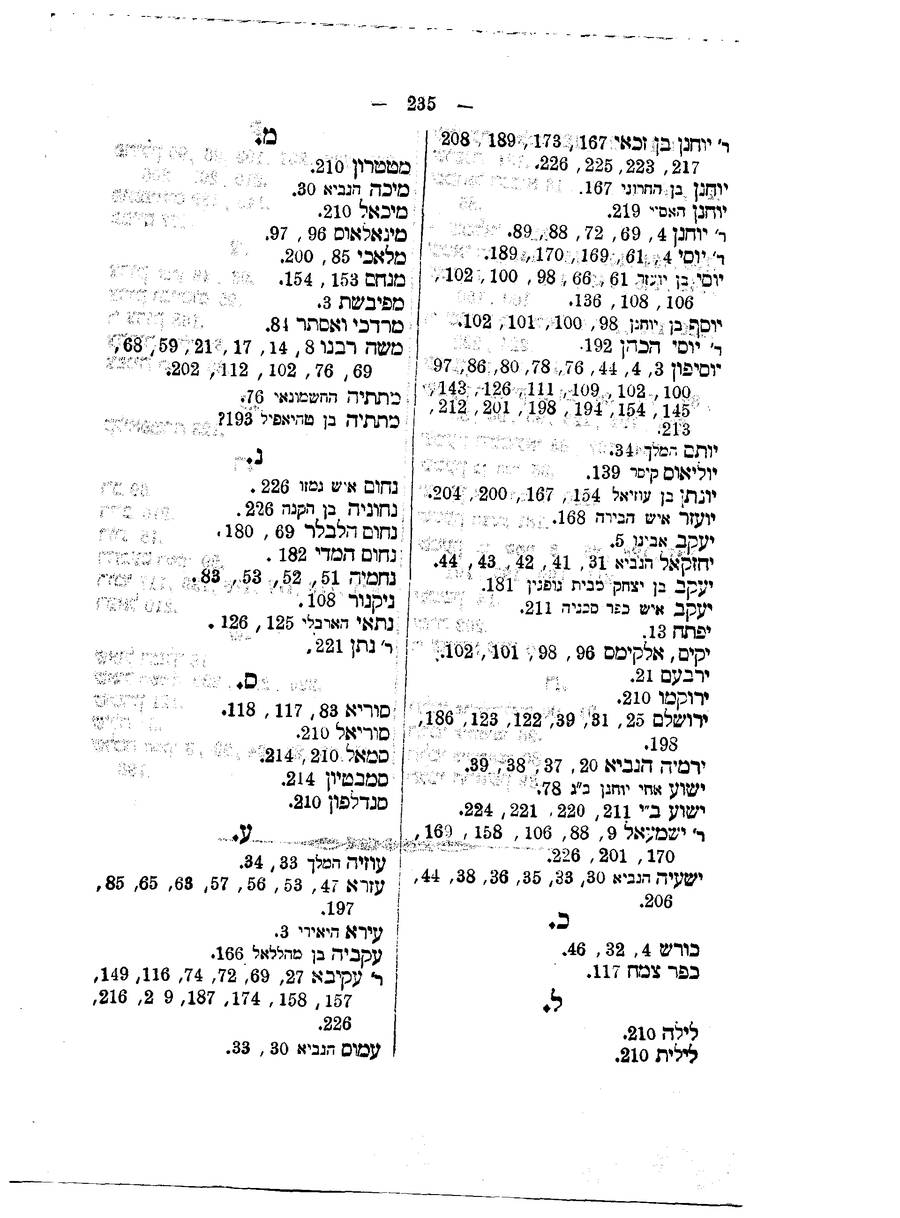 — 235 —
ר׳ יוחנן בן זכאי 167, 173, 189, 208
217, 223, 225, 226.
יוחנן בן החרוני 167.
יוחנן האסיי 219.
ר׳ יוחנן 4, 69, 72, 88, 89.
ר׳ יוסי 4, 61, 169, 170, 189.
יוסי בן יועזר 61, 66, 98, 100, 102,
106, 108, 136.
יוסף בן יוחנן 98, 100, 101, 102.
ר׳ יוסי הכהן 192.
יוסיפון 3, 4, 44, 76, 78, 80, 86, 97
100, 102, 109, 111, 126, 143,
145, 154, 194, 198, 201, 212,
213.
יותם המלך 34.
יוליאוס קיסר 139.
יונתן בן עוזיאל 154, 167, 200, 204.
יועזר איש הבירה 168.
יעקב אבינו 5.
יחזקאל הנביא 31, 41, 42, 43, 44.
יעקב בן יצחק מבית נופנין 181.
יעקב איש כפר סכניה 211.
יפתח 13.
יקים, אלקימס 96, 98, 101, 102.
ירבעם 21.
ירוקמו 210.
ירושלם 25, 31, 39, 122, 123, 186,
198.
ירמיה הנביא 20, 37, 38, 39.
ישוע אחי יוחנן כ״ג 78.
ישוע ב״י 211, 220, 221, 224.
ר׳ ישמעאל 9, 88, 106, 158, 169,
170, 201, 226.
ישעיה הנביא 30, 33, 35, 36, 38, 44,
206.
כ.
כורש 4, 32, 46.
כפר צמח 117.
ל.
לילה 210.
לילית 210.
מ.
מטטרון 210.
מיכה הנביא 30.
מיכאל 210.
מינאלאוס 96, 97.
מלאכי 85, 200.
מנחם 153, 154.
מפיבשת 3.
מרדכי ואסתר 84.
משה רבנו 8, 14, 17, 21, 59, 68,
69, 76, 102, 112, 202.
מתתיה החשמונאי 76.
מתתיה בן טהיאפיל 193?
נ.
נחום איש גמזו 226.
נחוניה בן הקנה 226.
נחום הלבלר 69, 180.
נחום המדי 182.
נחמיה 51, 52, 53, 83.
ניקנור 108.
נתאי הארבלי 125, 126.
ר׳ נתן 221.
ס.
סוריא 83, 117, 118.
סוריאל 210.
סמאל 210, 214.
סמבטיון 214.
סנדלפון 210.
ע.
עוזיה המלך 33, 34.
עזרא 47, 53, 56, 57, 63, 65, 85,
197.
עירא היאירי 3.
עקביה בן מהללאל 166.
ר׳ עקיבא 27, 69, 72, 74, 116, 149,
157, 158, 174, 187, 9 2, 216,
226.
עמוס הנביא 30, 33.